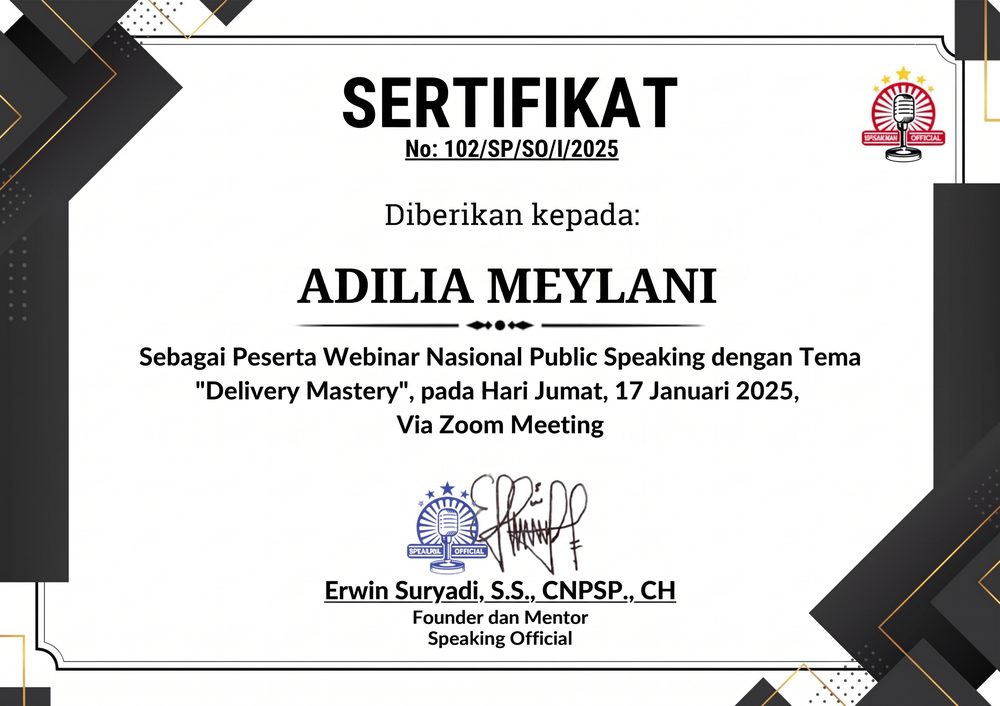 SERTIFIKAT
No: 102/SP/SO/I/2025
OFFICIAL
Diberikan kepada:
ADILIA MEYLANI
Sebagai Peserta Webinar Nasional Public Speaking dengan Tema
"Delivery Mastery", pada Hari Jumat, 17 Januari 2025,
Via Zoom Meeting
OFFICIAL
Erwin Suryadi, S.S., CNPSP., CH
Founder dan Mentor
Speaking Official